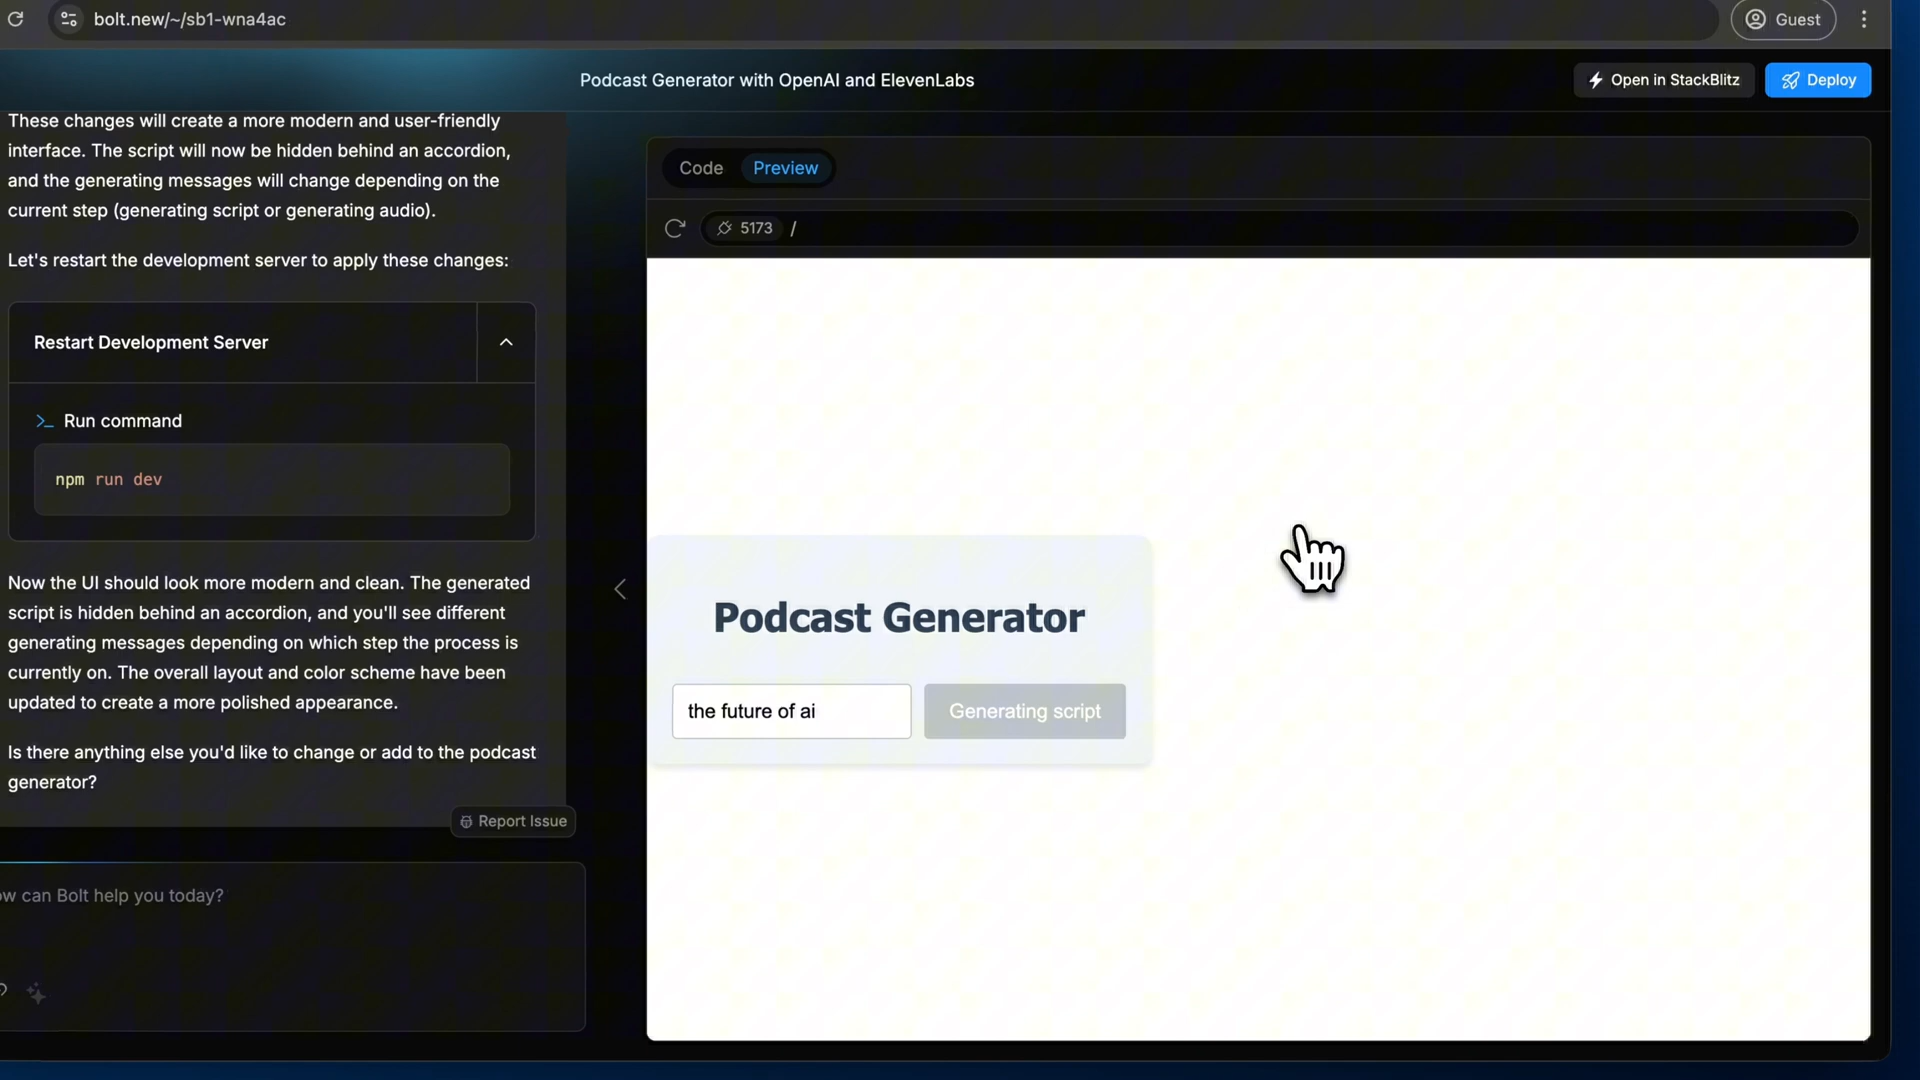 bolt.new/~/sb1-wna4ac
Guest
Podcast Generator with OpenAI and ElevenLabs
Open in StackBlitz
Deploy
These changes will create a more modern and user-friendly
interface. The script will now be hidden behind an accordion,
and the generating messages will change depending on the
current step (generating script or generating audio).
Let's restart the development server to apply these changes:
Restart Development Server
>_ Run command
npm run dev
Now the UI should look more modern and clean. The generated
script is hidden behind an accordion, and you'll see different
generating messages depending on which step the process is
currently on. The overall layout and color scheme have been
updated to create a more polished appearance.
Is there anything else you'd like to change or add to the podcast
generator?
Report Issue
ow can Bolt help you today?
Code
Preview
5173 /
Podcast Generator
the future of ai
Generating script